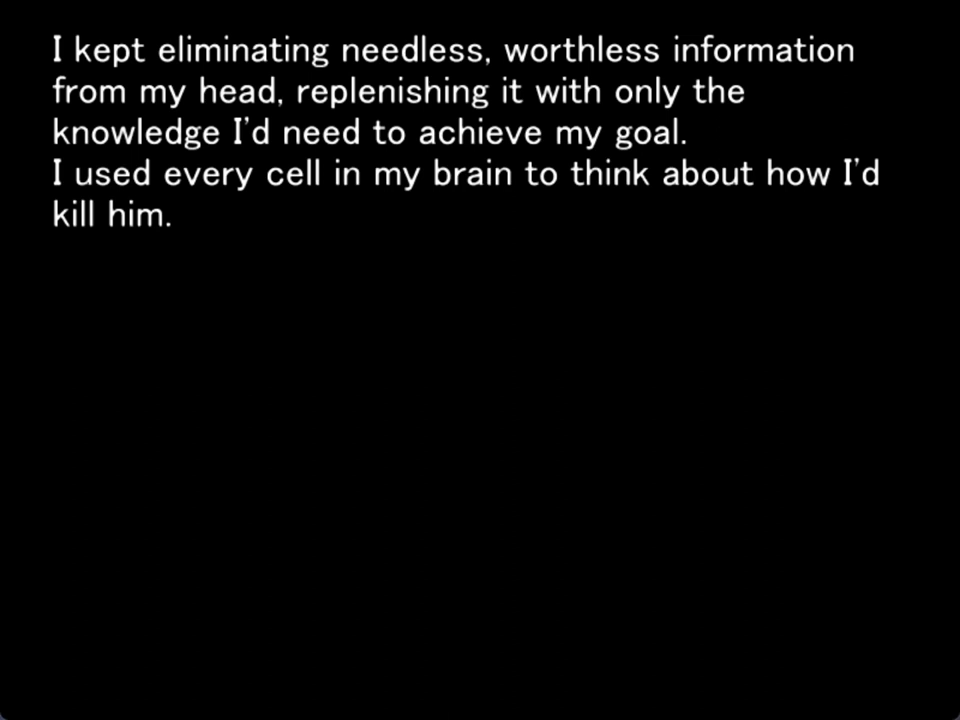 I kept eliminating needless, worthless information
from my head, replenishing it with only the
knowledge I'd need to achieve my goal.
I used every cell in my brain to think about how I'd
kill him.